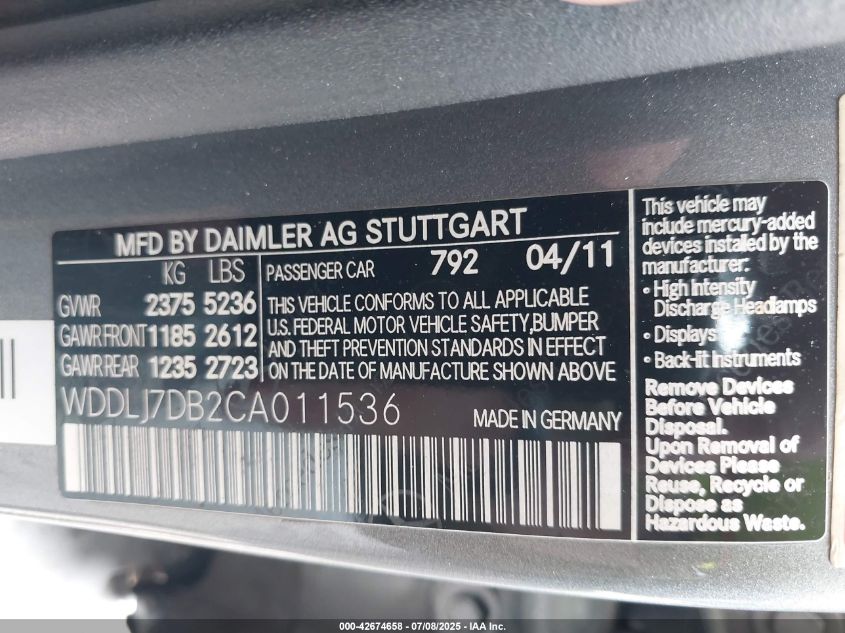 MFD BY DAIMLER AG STUTTGART
KG LBS
GVWR 2375 5236
GAWR FRONT 1185 2612
GAWR REAR 1235 2723
PASSENGER CAR 792 04/11
THIS VEHICLE CONFORMS TO ALL APPLICABLE
U.S. FEDERAL MOTOR VEHICLE SAFETY,BUMPER
AND THEFT PREVENTION STANDARDS IN EFFECT
ON THE DATE OF MANUFACTURE SHOWN ABOVE
WDDLJ7DB2CA011536
MADE IN GERMANY
This vehicle may
include mercury-added
devices installed by the
manufacturer:
• High Intensity
Discharge Headlamps
• Displays
• Back-lit Instruments
Remove Devices
Before Vehicle
Disposal.
Upon Removal of
Devices Please
Reuse, Recycle or
Dispose as
Hazardous Waste.
000-42674658 - 07/08/2025 - IAA Inc.